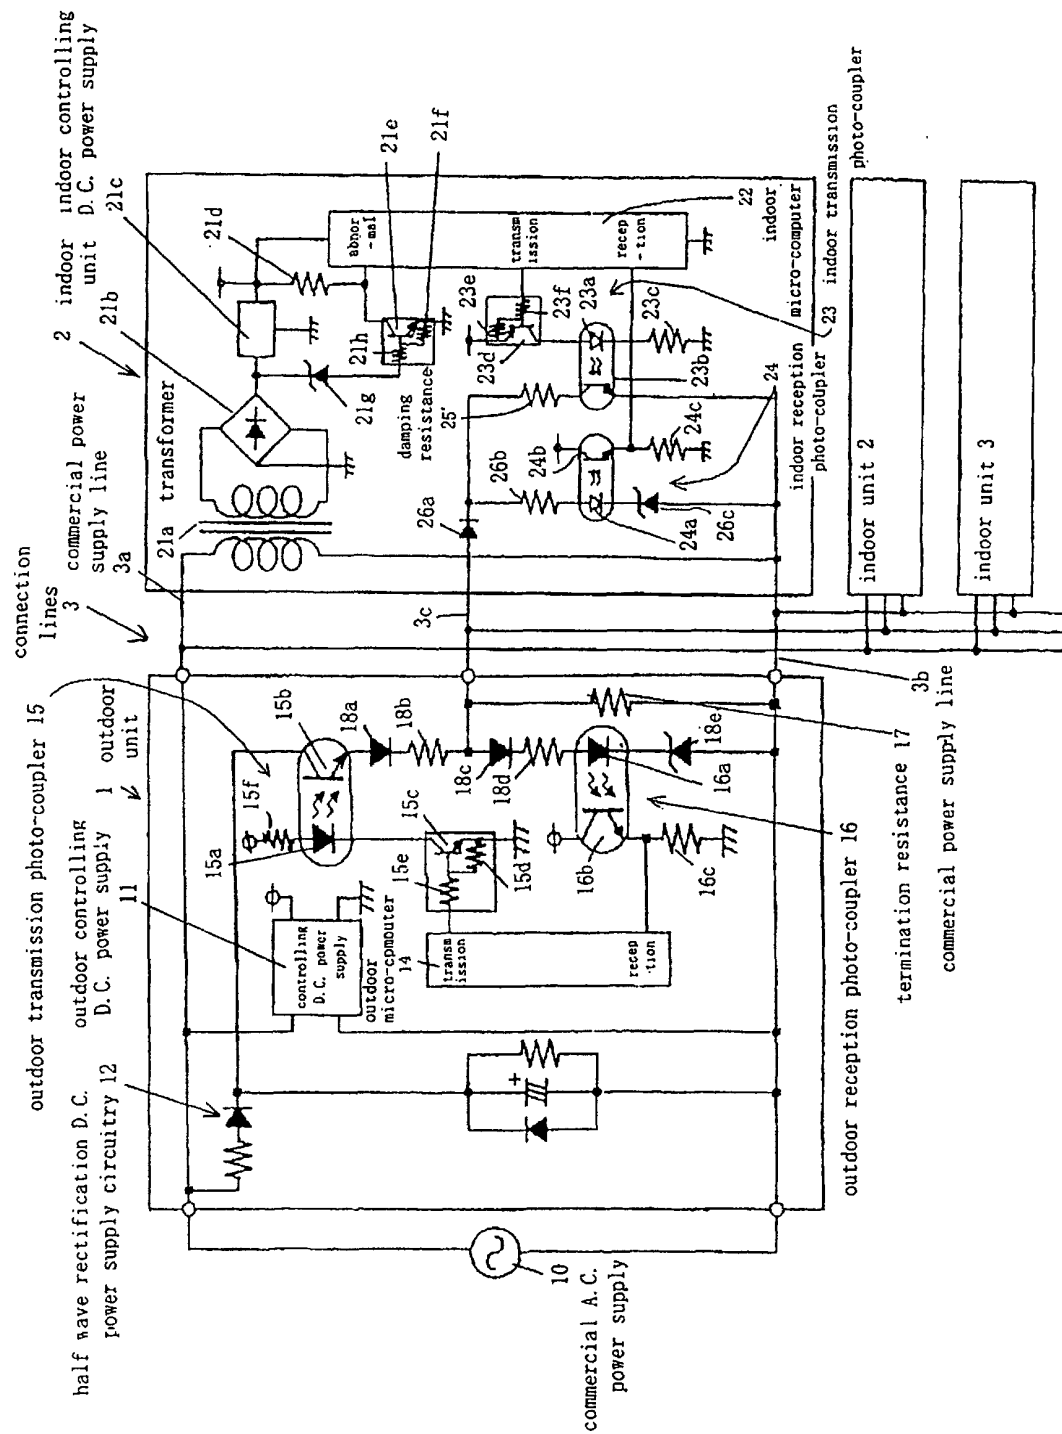 outdoor transmission photo-coupler 15
half wave rectification D.C.
power supply circuitry 12
outdoor controlling
D.C. power supply
11
1 outdoor
unit
connection
lines
3
commercial power
supply line
3a
2 indoor
unit
indoor controlling
D.C. power supply
21c
21b
transformer
21a
21d
21e
21f
21h
21g
abnor
-mal
transm
ission
recep
-tion
22
indoor
micro-computer
damping
resistance
25
23e
23d
23f
23a
23c
23b
23 indoor transmission
photo-coupler
24
indoor reception
photo-coupler
24c
24b
24a
26a
26b
26c
3c
3b
commercial power supply line
15f
15a
15b
15c
15e
15d
18a
18b
18c
18d
18e
16a
16b
16c
controlling
D.C. power
supply
outdoor
micro-cpmouter
14
transm
ission
recep
tion
+
10
commercial A.C.
power supply
outdoor reception photo-coupler 16
termination resistance 17
indoor unit 2
indoor unit 3